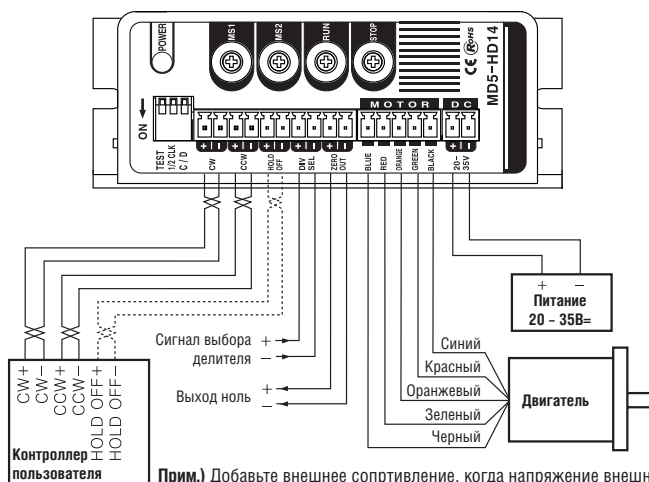 POWER
MS1
MS2
RUN
STOP
CE RoHS
MD5-HD14
ON
TEST
1/2 CLK
C / D
MOTOR
DC
+ - + - + - + - + -
+ -
CW
CCW
HOLD OFF
DIV SEL
ZERO OUT
BLUE
RED
ORANGE
GREEN
BLACK
20-
35V
+ -
Питание
20 - 35В=
Сигнал выбора +
делителя -
Выход ноль +
-
Синий
Красный
Оранжевый
Зеленый
Черный
Двигатель
CW+
CW-
CCW+
CCW-
HOLD OFF+
HOLD OFF-
Контроллер
пользователя
Прим.) Добавьте внешнее сопртивление, когда напряжение внешн